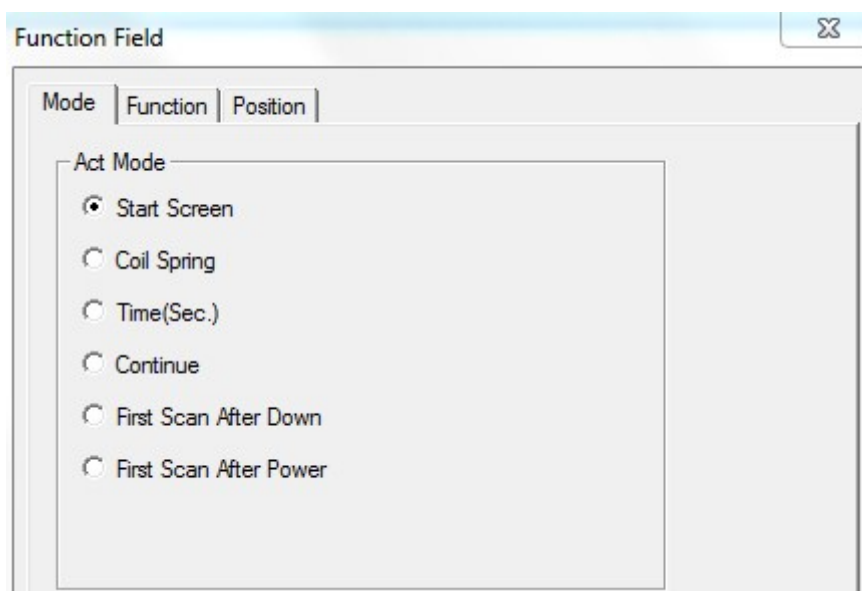 Function Field
Mode Function Position
Act Mode
Start Screen
Coil Spring
Time(Sec.)
Continue
First Scan After Down
First Scan After Power